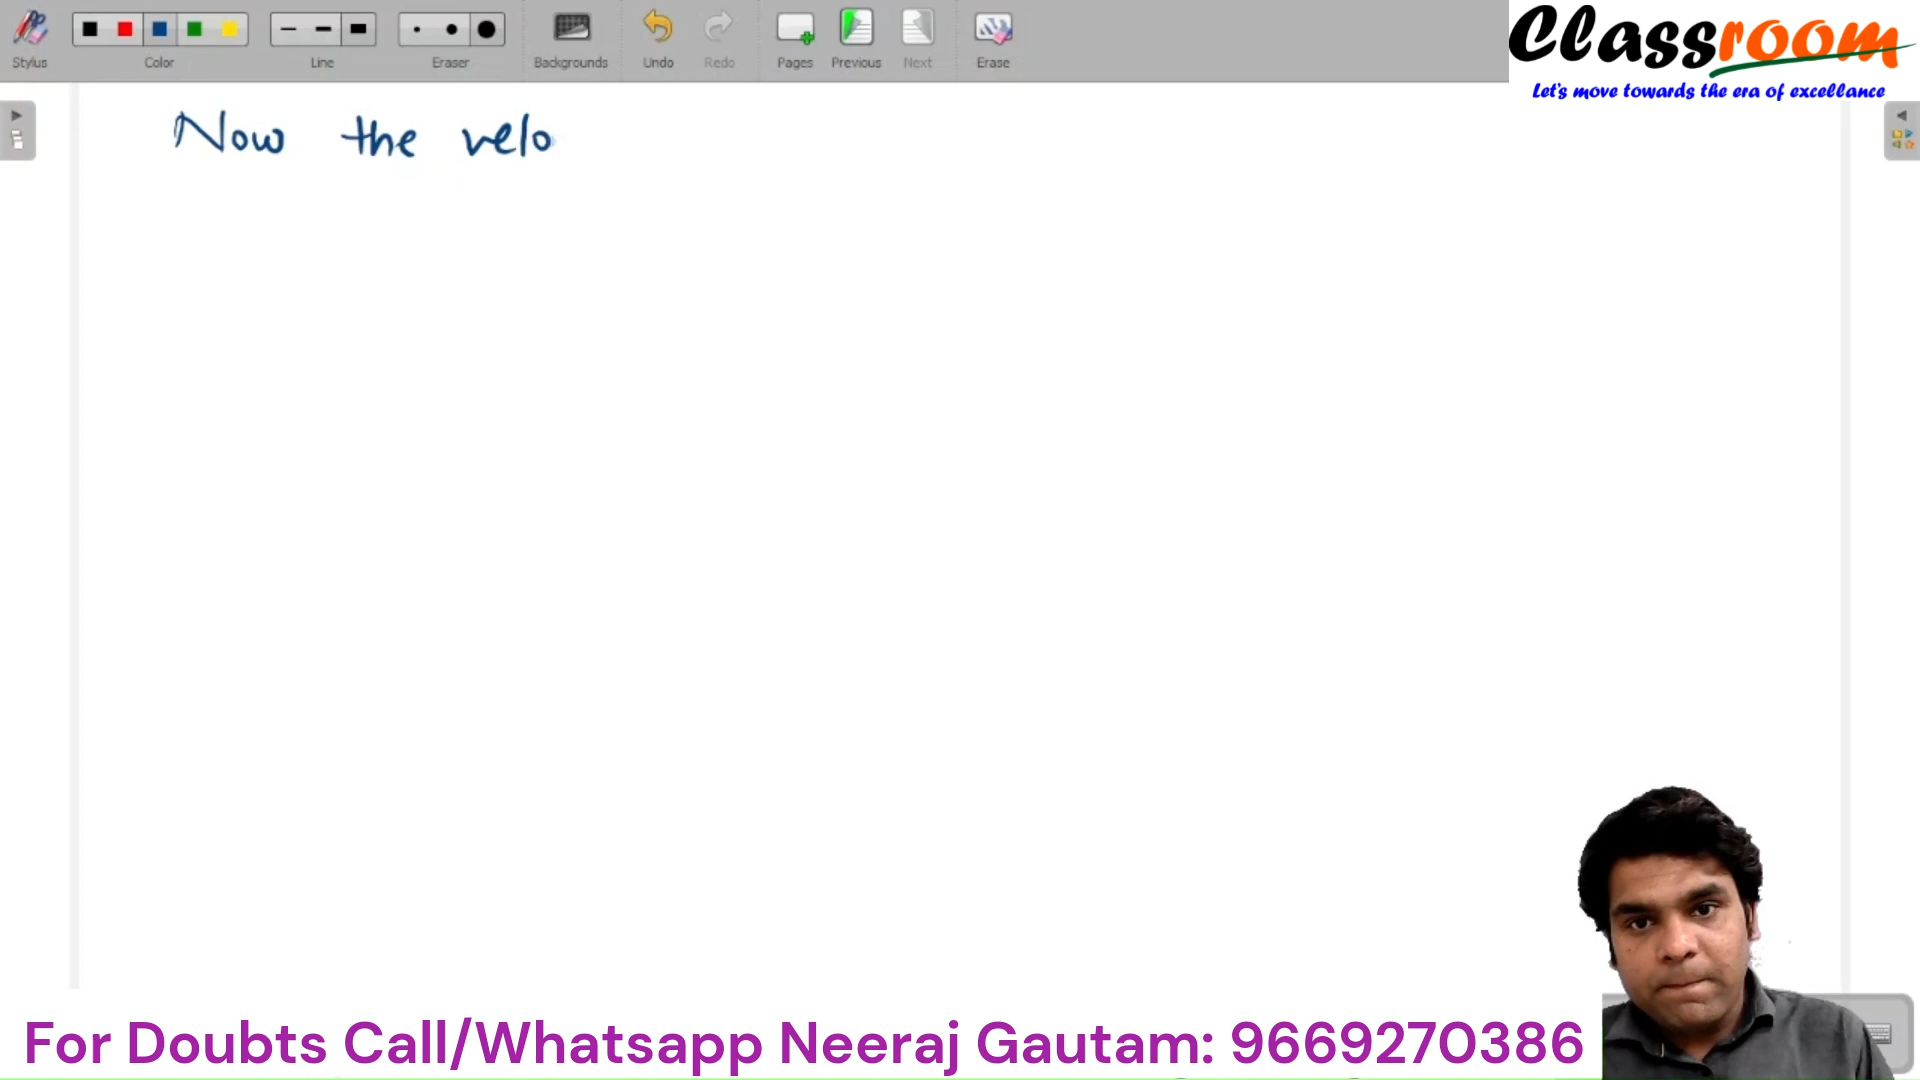 Stylus
Color
Line
Eraser
Backgrounds
Undo
Redo
Pages
Previous
Next
Erase
Classroom
Let's move towards the era of excellance
Now the velo
For Doubts Call/Whatsapp Neeraj Gautam: 9669270386